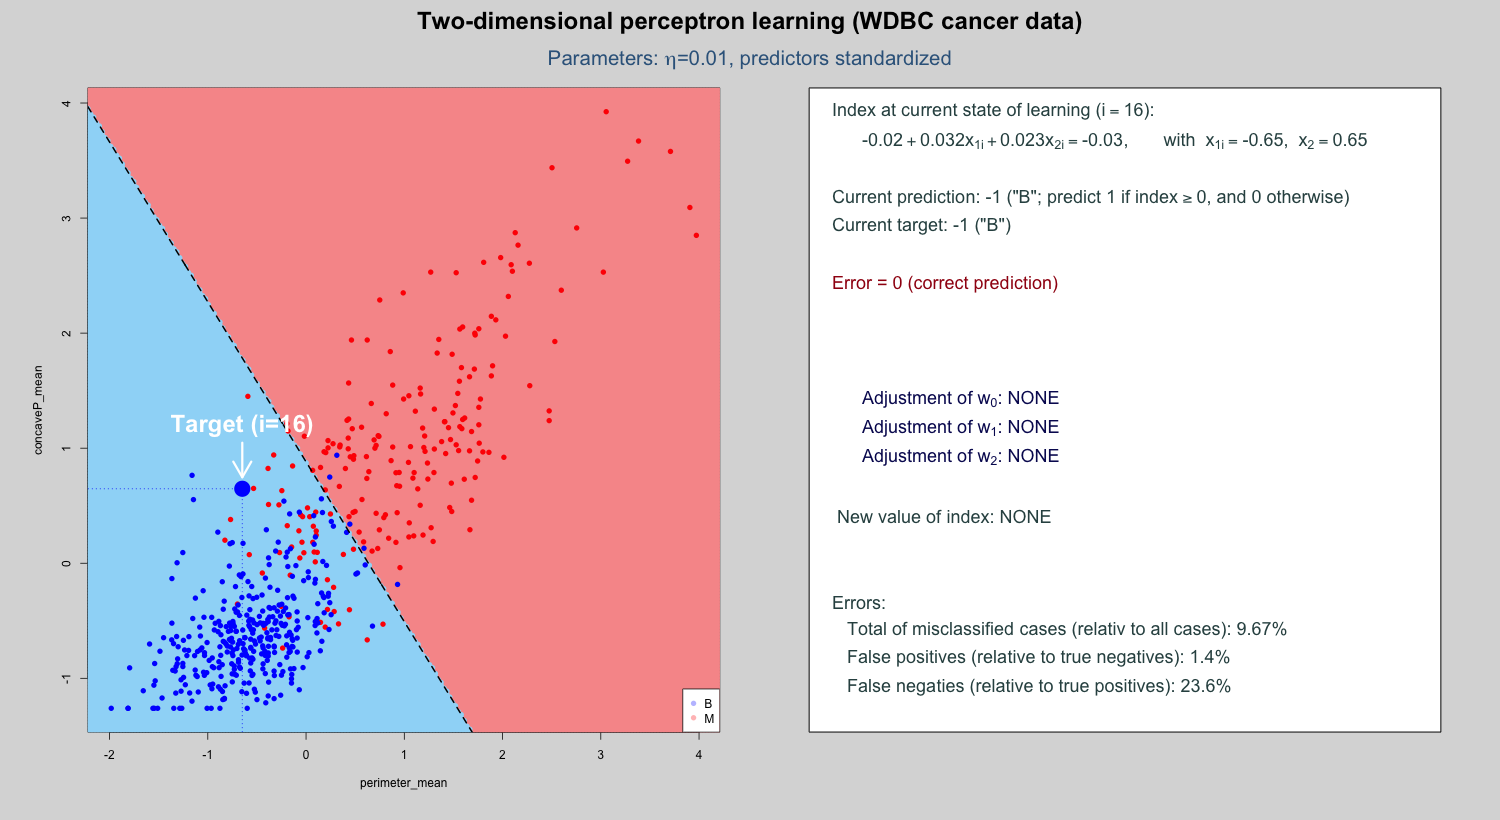 Two-dimensional perceptron learning (WDBC cancer data)
Parameters: η=0.01, predictors standardized
4
3
2
1
0
-1
concaveP_mean
Target (i=16)
B
M
-2 -1 0 1 2 3 4
perimeter_mean
Index at current state of learning (i = 16):
-0.02 + 0.032x1i + 0.023x2i = -0.03, with x1i = -0.65, x2 = 0.65
Current prediction: -1 ("B"; predict 1 if index ≥ 0, and 0 otherwise)
Current target: -1 ("B")
Error = 0 (correct prediction)
Adjustment of w0: NONE
Adjustment of w1: NONE
Adjustment of w2: NONE
New value of index: NONE
Errors:
Total of misclassified cases (relativ to all cases): 9.67%
False positives (relative to true negatives): 1.4%
False negaties (relative to true positives): 23.6%